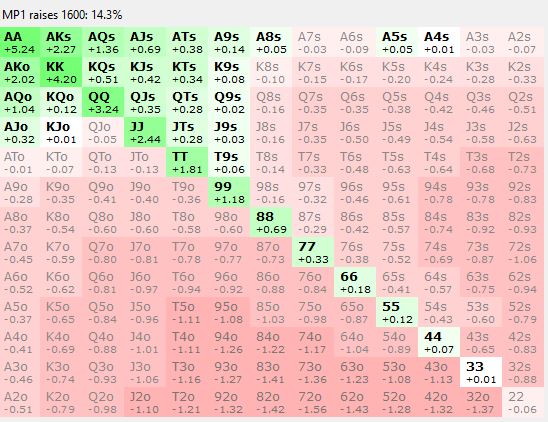 MP1 raises 1600: 14.3%
AA AKs AQs AJs ATs A9s A8s A7s A6s A5s A4s A3s A2s
+5.24 +2.27 +1.36 +0.69 +0.38 +0.14 +0.05 -0.03 -0.09 +0.05 +0.01 -0.03 -0.07
AKo KK KQs KJs KTs K9s K8s K7s K6s K5s K4s K3s K2s
+2.02 +4.20 +0.51 +0.42 +0.34 +0.08 -0.10 -0.15 -0.17 -0.20 -0.24 -0.28 -0.33
AQo KQo QQ QJs QTs Q9s Q8s Q7s Q6s Q5s Q4s Q3s Q2s
+1.04 +0.12 +3.24 +0.35 +0.28 +0.02 -0.16 -0.35 -0.35 -0.38 -0.42 -0.46 -0.51
AJo KJo QJo JJ JTs J9s J8s J7s J6s J5s J4s J3s J2s
+0.32 +0.01 -0.05 +2.44 +0.28 +0.03 -0.16 -0.35 -0.50 -0.49 -0.54 -0.58 -0.63
ATo KTo QTo JTo TT T9s T8s T7s T6s T5s T4s T3s T2s
-0.01 -0.07 -0.13 -0.13 +1.81 +0.06 -0.14 -0.33 -0.48 -0.63 -0.64 -0.68 -0.73
A9o K9o Q9o J9o T9o 99 98s 97s 96s 95s 94s 93s 92s
-0.28 -0.35 -0.41 -0.40 -0.36 +1.18 -0.16 -0.32 -0.46 -0.61 -0.78 -0.78 -0.83
A8o K8o Q8o J8o T8o 98o 88 87s 86s 85s 84s 83s 82s
-0.37 -0.54 -0.60 -0.60 -0.58 -0.60 +0.69 -0.29 -0.42 -0.57 -0.74 -0.92 -0.93
A7o K7o Q7o J7o T7o 97o 87o 77 76s 75s 74s 73s 72s
-0.45 -0.59 -0.80 -0.81 -0.78 -0.77 -0.73 +0.33 -0.38 -0.52 -0.69 -0.87 -1.06
A6o K6o Q6o J6o T6o 96o 86o 76o 66 65s 64s 63s 62s
-0.52 -0.62 -0.81 -0.97 -0.94 -0.92 -0.88 -0.84 +0.18 -0.41 -0.57 -0.75 -0.94
A5o K5o Q5o J5o T5o 95o 85o 75o 65o 55 54s 53s 52s
-0.37 -0.65 -0.84 -0.96 -1.11 -1.08 -1.03 -0.98 -0.87 +0.12 -0.43 -0.60 -0.79
A4o K4o Q4o J4o T4o 94o 84o 74o 64o 54o 44 43s 42s
-0.41 -0.69 -0.88 -1.01 -1.11 -1.26 -1.22 -1.17 -1.04 -0.89 +0.07 -0.65 -0.83
A3o K3o Q3o J3o T3o 93o 83o 73o 63o 53o 43o 33 32s
-0.46 -0.74 -0.93 -1.06 -1.16 -1.27 -1.41 -1.36 -1.23 -1.08 -1.13 +0.01 -0.88
A2o K2o Q2o J2o T2o 92o 82o 72o 62o 52o 42o 32o 22
-0.51 -0.79 -0.98 -1.10 -1.21 -1.32 -1.42 -1.56 -1.43 -1.28 -1.32 -1.37 -0.06